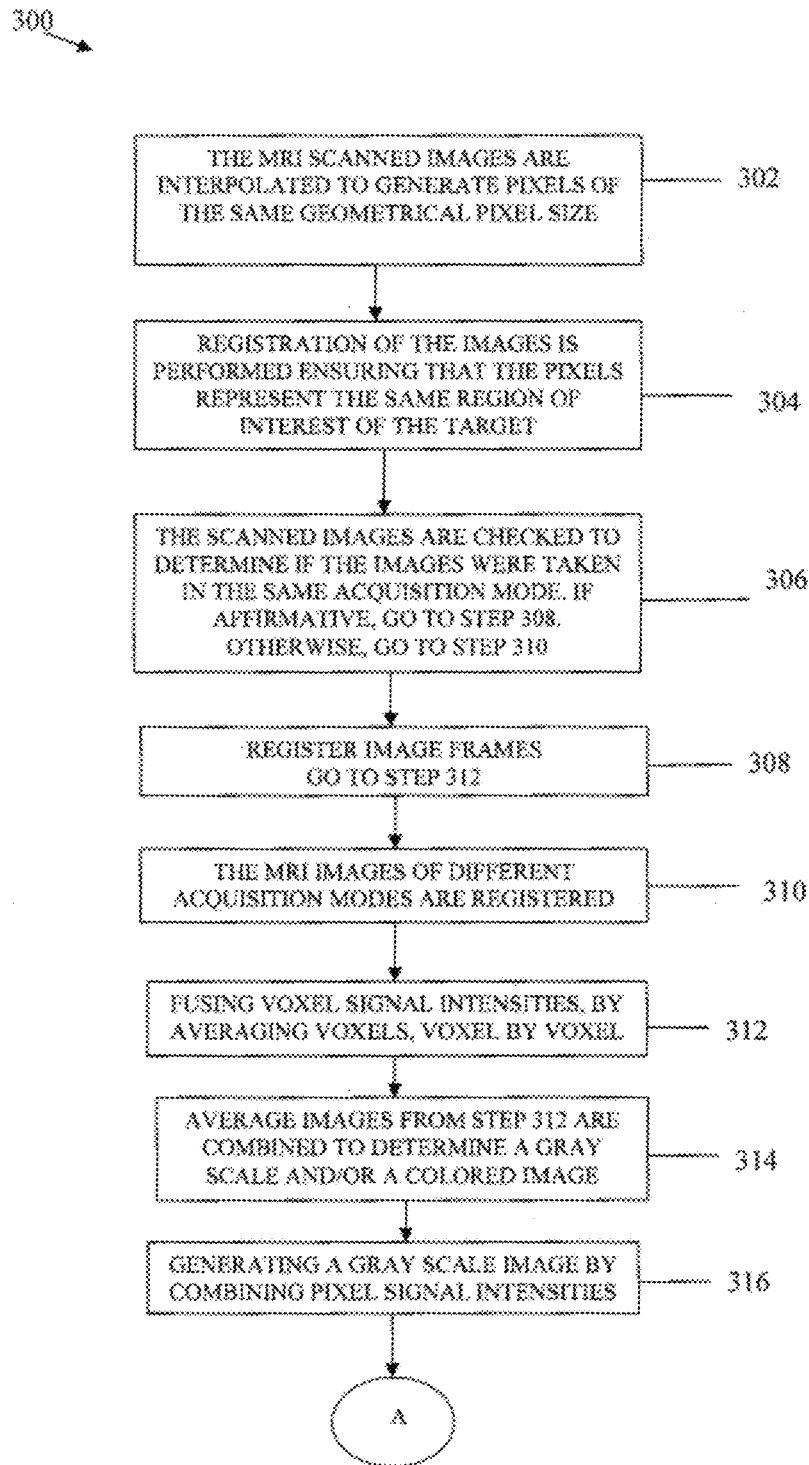 300
THE MRI SCANNED IMAGES ARE
INTERPOLATED TO GENERATE PIXELS OF
THE SAME GEOMETRICAL PIXEL SIZE
302
REGISTRATION OF THE IMAGES IS
PERFORMED ENSURING THAT THE PIXELS
REPRESENT THE SAME REGION OF
INTEREST OF THE TARGET
304
THE SCANNED IMAGES ARE CHECKED TO
DETERMINE IF THE IMAGES WERE TAKEN
IN THE SAME ACQUISITION MODE. IF
AFFIRMATIVE, GO TO STEP 308.
OTHERWISE, GO TO STEP 310
306
REGISTER IMAGE FRAMES
GO TO STEP 312
308
THE MRI IMAGES OF DIFFERENT
ACQUISITION MODES ARE REGISTERED
310
FUSING VOXEL SIGNAL INTENSITIES, BY
AVERAGING VOXELS, VOXEL BY VOXEL
312
AVERAGE IMAGES FROM STEP 312 ARE
COMBINED TO DETERMINE A GRAY
SCALE AND/OR A COLORED IMAGE
314
GENERATING A GRAY SCALE IMAGE BY
COMBINING PIXEL SIGNAL INTENSITIES
316
A